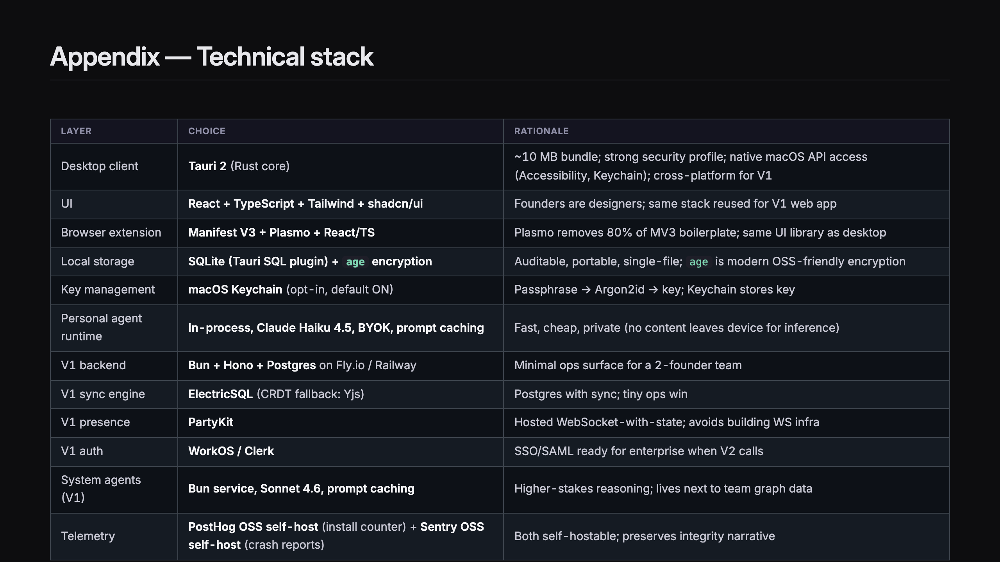 Appendix — Technical stack
LAYER CHOICE RATIONALE
Desktop client Tauri 2 (Rust core) ~10 MB bundle; strong security profile; native macOS API access
(Accessibility, Keychain); cross-platform for V1
UI React + TypeScript + Tailwind + shadcn/ui Founders are designers; same stack reused for V1 web app
Browser extension Manifest V3 + Plasmo + React/TS Plasmo removes 80% of MV3 boilerplate; same UI library as desktop
Local storage SQLite (Tauri SQL plugin) + age encryption Auditable, portable, single-file; age is modern OSS-friendly encryption
Key management macOS Keychain (opt-in, default ON) Passphrase → Argon2id → key; Keychain stores key
Personal agent
runtime In-process, Claude Haiku 4.5, BYOK, prompt caching Fast, cheap, private (no content leaves device for inference)
V1 backend Bun + Hono + Postgres on Fly.io / Railway Minimal ops surface for a 2-founder team
V1 sync engine ElectricSQL (CRDT fallback: Yjs) Postgres with sync; tiny ops win
V1 presence PartyKit Hosted WebSocket-with-state; avoids building WS infra
V1 auth WorkOS / Clerk SSO/SAML ready for enterprise when V2 calls
System agents
(V1) Bun service, Sonnet 4.6, prompt caching Higher-stakes reasoning; lives next to team graph data
Telemetry PostHog OSS self-host (install counter) + Sentry OSS
self-host (crash reports) Both self-hostable; preserves integrity narrative